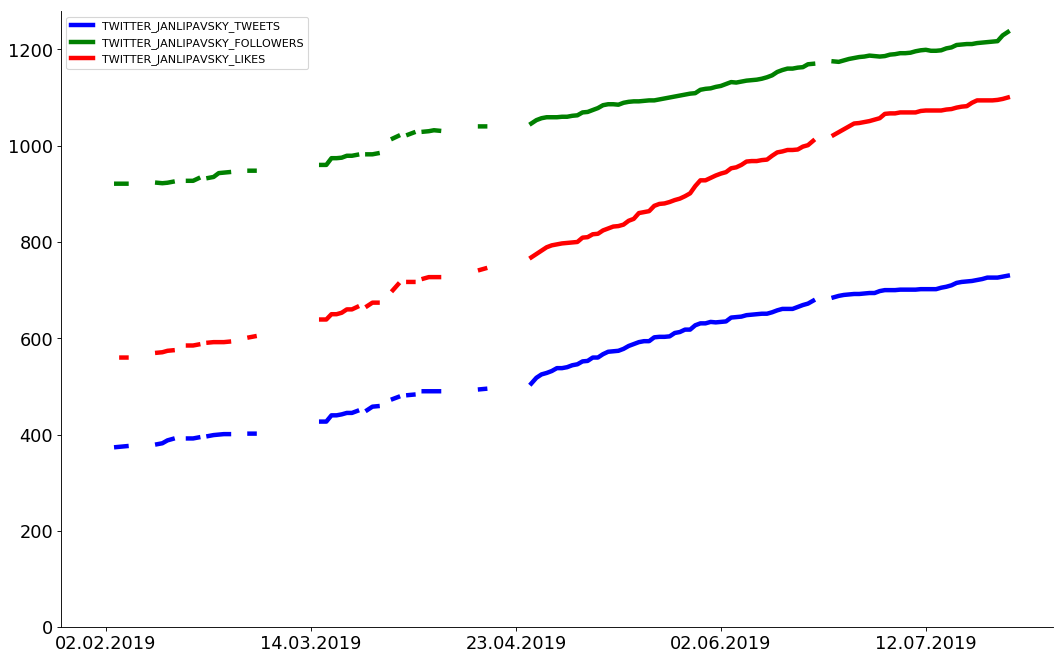 TWITTER_JANLIPAVSKY_TWEETS
TWITTER_JANLIPAVSKY_FOLLOWERS
TWITTER_JANLIPAVSKY_LIKES
1200
1000
800
600
400
200
0
02.02.2019 14.03.2019 23.04.2019 02.06.2019 12.07.2019